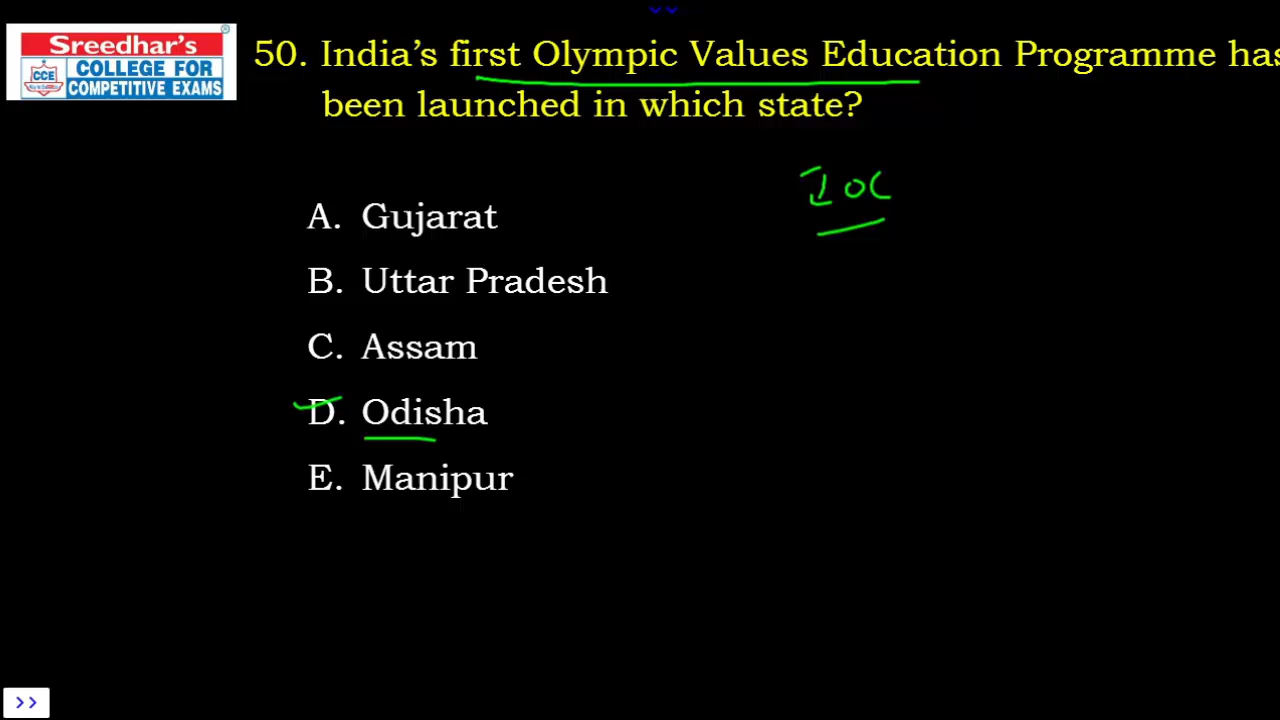 Sreedhar's
CCE
COLLEGE FOR
COMPETITIVE EXAMS
50. India's first Olympic Values Education Programme has
been launched in which state?
IOC
A. Gujarat
B. Uttar Pradesh
C. Assam
D. Odisha
E. Manipur
>>